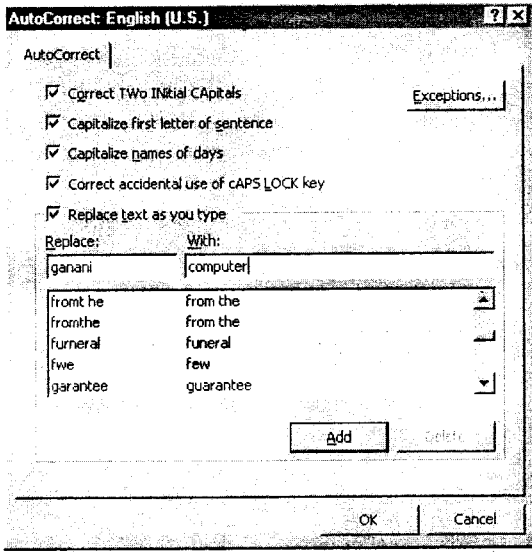 AutoCorrect: English (U.S.)
AutoCorrect
Correct TWo INitial CApitals
Exceptions...
Capitalize first letter of sentence
Capitalize names of days
Correct accidental use of cAPS LOCK key
Replace text as you type
Replace: With:
ganani computer
fromt he from the
fromthe from the
furneral funeral
fwe few
garantee guarantee
Add Delete
OK Cancel